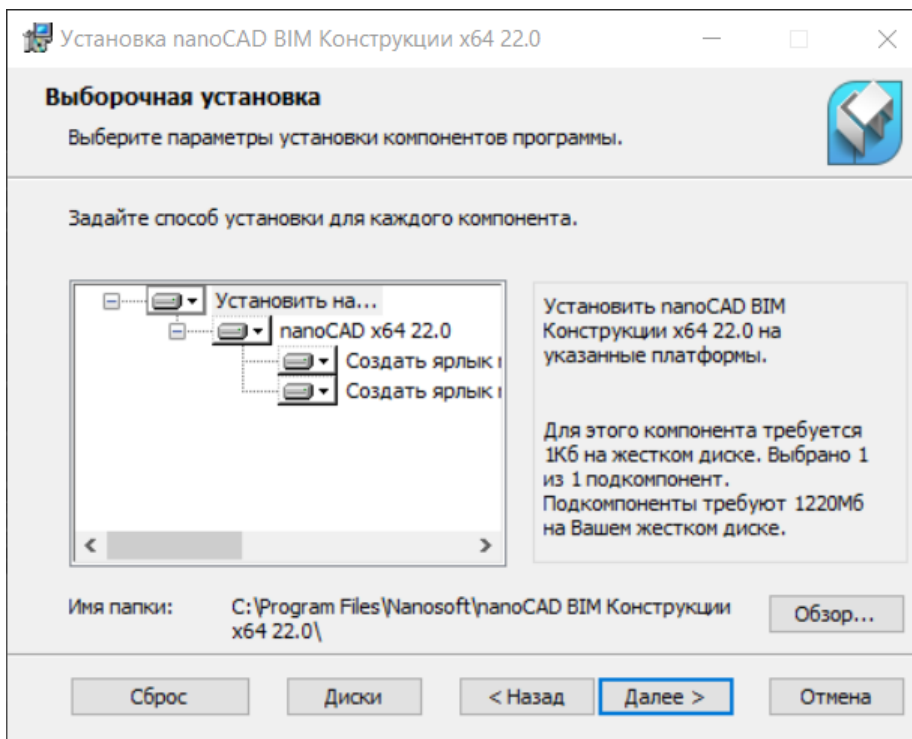 Установка nanoCAD BIM Конструкции x64 22.0
Выборочная установка
Выберите параметры установки компонентов программы.
Задайте способ установки для каждого компонента.
Установить на...
nanoCAD x64 22.0
Создать ярлык
Создать ярлык
Установить nanoCAD BIM
Конструкции x64 22.0 на
указанные платформы.
Для этого компонента требуется
1Кб на жестком диске. Выбрано 1
из 1 подкомпонент.
Подкомпоненты требуют 1220Мб
на Вашем жестком диске.
Имя папки:
C:\Program Files\Nanosoft\nanoCAD BIM Конструкции
x64 22.0\
Обзор...
Сброс
Диски
< Назад
Далее >
Отмена